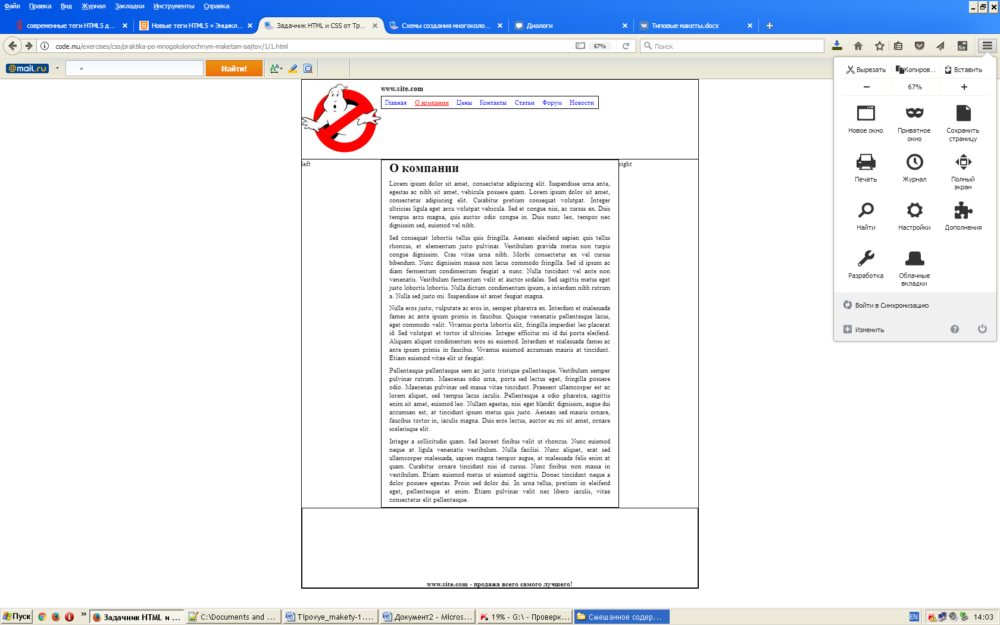 Файл Правка Вид Журнал Закладки Инструменты Справка
современные теги HTML5 д... Новые теги HTML5 » Энцикл... Задачник HTML и CSS от Тр... Схемы создания многоколо... Диалоги Типовые макеты.docx
code.mu/exercises/css/praktika-po-mnogokolonochnym-maketam-sajtov/1/1.html 67% Поиск
@mail.ru Найти!
Вырезать Копиров... Вставить
67%
Новое окно Приватное окно Сохранить страницу
Печать Журнал Полный экран
Найти Настройки Дополнения
Разработка Облачные вкладки
Войти в Синхронизацию
Изменить
www.site.com
Главная О компании Цены Контакты Статьи Форум Новости
left
right
О компании
Lorem ipsum dolor sit amet, consectetur adipiscing elit. Suspendisse urna ante,
egestas ac nibh sit amet, vehicula posuere quam. Lorem ipsum dolor sit amet,
consectetur adipiscing elit. Curabitur pretium consequat volutpat. Integer
ultricies ligula eget arcu volutpat vehicula. Sed et congue nisi, ac cursus ex. Duis
tempus arcu magna, quis auctor odio congue in. Duis nunc leo, tempor nec
dignissim sed, euismod vel nibh.
Sed consequat lobortis tellus quis fringilla. Aenean eleifend sapien quis tellus
rhoncus, et elementum justo pulvinar. Vestibulum gravida metus non turpis
congue dignissim. Cras vitae urna nibh. Morbi consectetur ex vel cursus
bibendum. Nunc dignissim massa non lacus commodo fringilla. Sed id ipsum ac
diam fermentum condimentum feugiat a nunc. Nulla tincidunt vel ante non
venenatis. Vestibulum fermentum velit et auctor sodales. Sed sagittis metus eget
justo lobortis lobortis. Nulla dictum condimentum ipsum, a interdum nibh rutrum
a. Nulla sed justo mi. Suspendisse sit amet feugiat magna.
Nulla eros justo, vulputate ac eros in, semper pharetra ex. Interdum et malesuada
fames ac ante ipsum primis in faucibus. Quisque venenatis pellentesque lacus,
eget commodo velit. Vivamus porta lobortis elit, fringilla imperdiet leo placerat
id. Sed volutpat et tortor id ultricies. Integer efficitur mi id dui porta eleifend.
Aliquam aliquet condimentum eros eu euismod. Interdum et malesuada fames ac
ante ipsum primis in faucibus. Vivamus euismod accumsan mauris at tincidunt.
Etiam euismod vitae elit ut feugiat.
Pellentesque pellentesque sem ac justo tristique pellentesque. Vestibulum semper
pulvinar rutrum. Maecenas odio urna, porta sed lectus eget, fringilla posuere
odio. Maecenas pulvinar sed massa vitae tincidunt. Praesent ullamcorper est ac
lorem aliquet, sed tempus lacus iaculis. Pellentesque a odio pharetra, sagittis
enim sit amet, euismod leo. Nullam egestas, nisi eget blandit dignissim, augue dui
accumsan est, at tincidunt ipsum metus quis justo. Aenean sed mauris ornare,
faucibus tortor in, iaculis magna. Duis eros lectus, auctor eu mi sit amet, ornare
scelerisque elit.
Integer a sollicitudin quam. Sed laoreet finibus velit ut rhoncus. Nunc euismod
neque at ligula venenatis vestibulum. Nulla facilisi. Nunc aliquet, erat sed
ullamcorper malesuada, sapien magna tempor augue, at malesuada felis enim at
quam. Curabitur ornare tincidunt nisi id cursus. Nunc finibus non massa in
vestibulum. Etiam euismod metus ut euismod sagittis. Donec tincidunt neque a
dolor posuere egestas. Proin sed dolor dui. In urna tellus, pretium in eleifend
eget, pellentesque et enim. Etiam pulvinar velit nec libero iaculis, vitae
consectetur elit pellentesque.
www.site.com - продажа всего самого лучшего!
Пуск » Задачник HTML и ... C:\Documents and ... Tipovye_makety-1.... Документ2 - Micros... 19% - G:\ - Проверк... Смешанное содер... EN 14:03